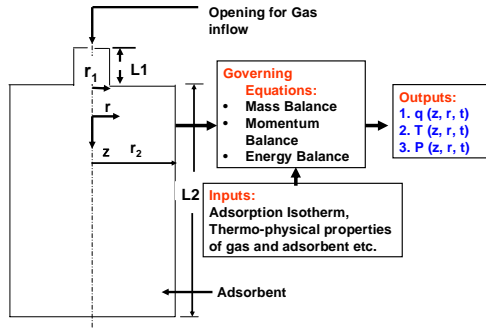 Opening for Gas
inflow
r1
L1
r
z
r2
L2
Adsorbent
Governing
Equations:
• Mass Balance
• Momentum
Balance
• Energy Balance
Outputs:
1. q (z, r, t)
2. T (z, r, t)
3. P (z, r, t)
Inputs:
Adsorption Isotherm,
Thermo-physical properties
of gas and adsorbent etc.